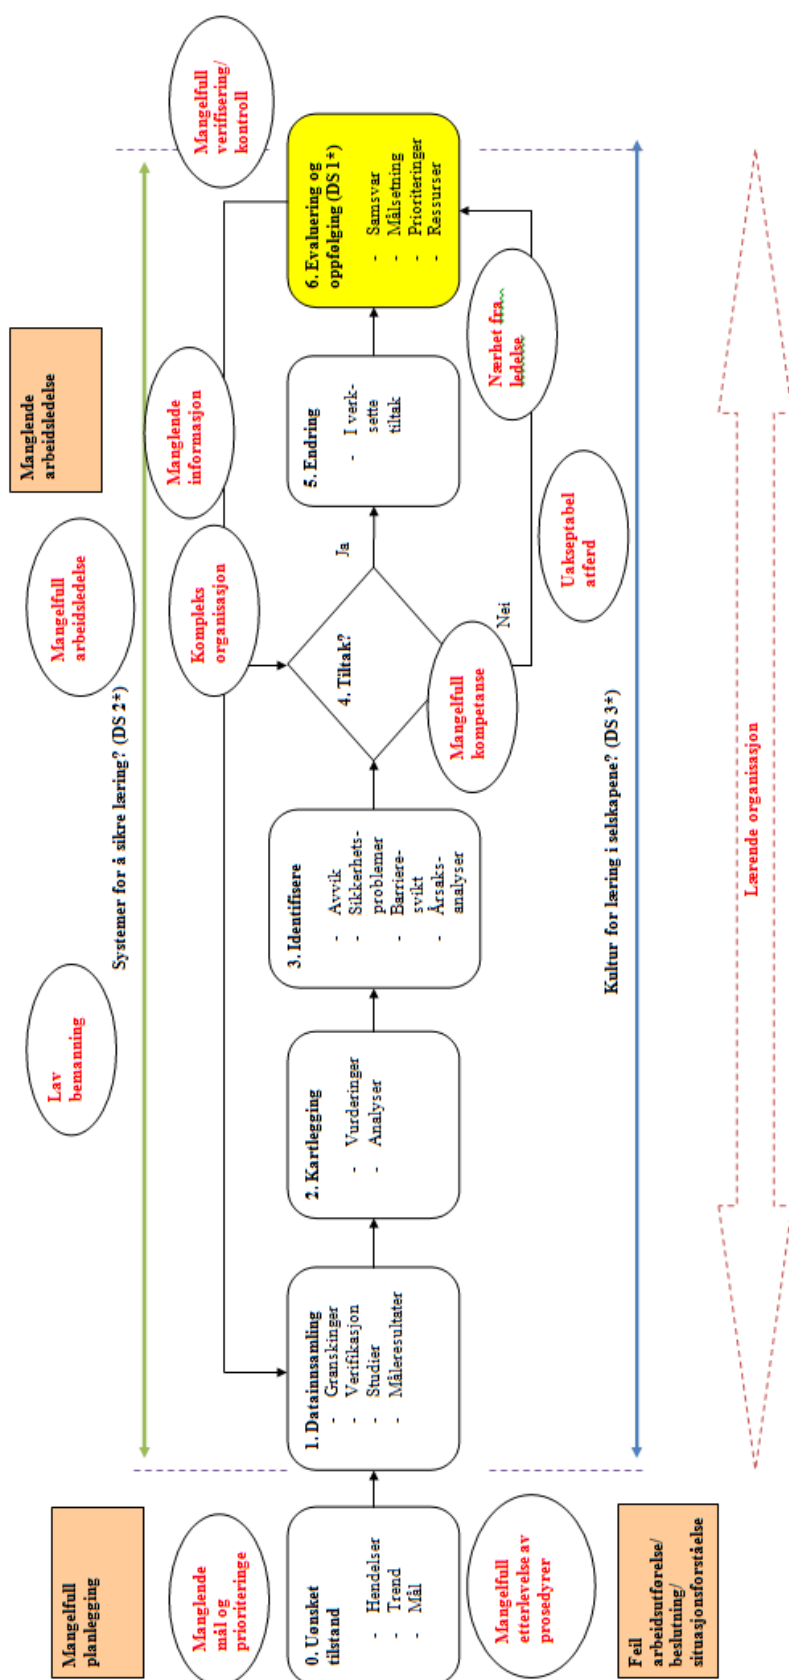 Mangelfull
planlegging
Manglende
arbeidsledelse
Lav
bemanning
Mangelfull
arbeidsledelse
Systemer for å sikre læring? (DS 2*)
Manglende
mål og
prioriteringe
Kompleks
organisasjon
Manglende
informasjon
Mangelfull
verifisering/
kontroll
0. Uønsket
tilstand
- Hendelser
- Trend
- Mål
1. Datainnsamling
- Granskinger
- Verifikasjon
- Studier
- Måleresultater
2. Kartlegging
- Vurderinger
- Analyser
3. Identifisere
- Avvik
- Sikkerhets-
problemer
- Barriere-
svikt
- Årsaks-
analyser
4. Tiltak?
Ja
Nei
5. Endring
- I verk-
sette
tiltak
6. Evaluering og
oppfølging (DS 1*)
- Samsvar
- Målsetning
- Prioriteringer
- Ressurser
Mangelfull
etterlevelse av
prosedyrer
Mangelfull
kompetanse
Nærhet fra
ledelse
Uakseptabel
atferd
Kultur for læring i selskapene? (DS 3*)
Feil
arbeidsutførelse/
beslutning/
situasjonsforståelse
Lærende organisasjon